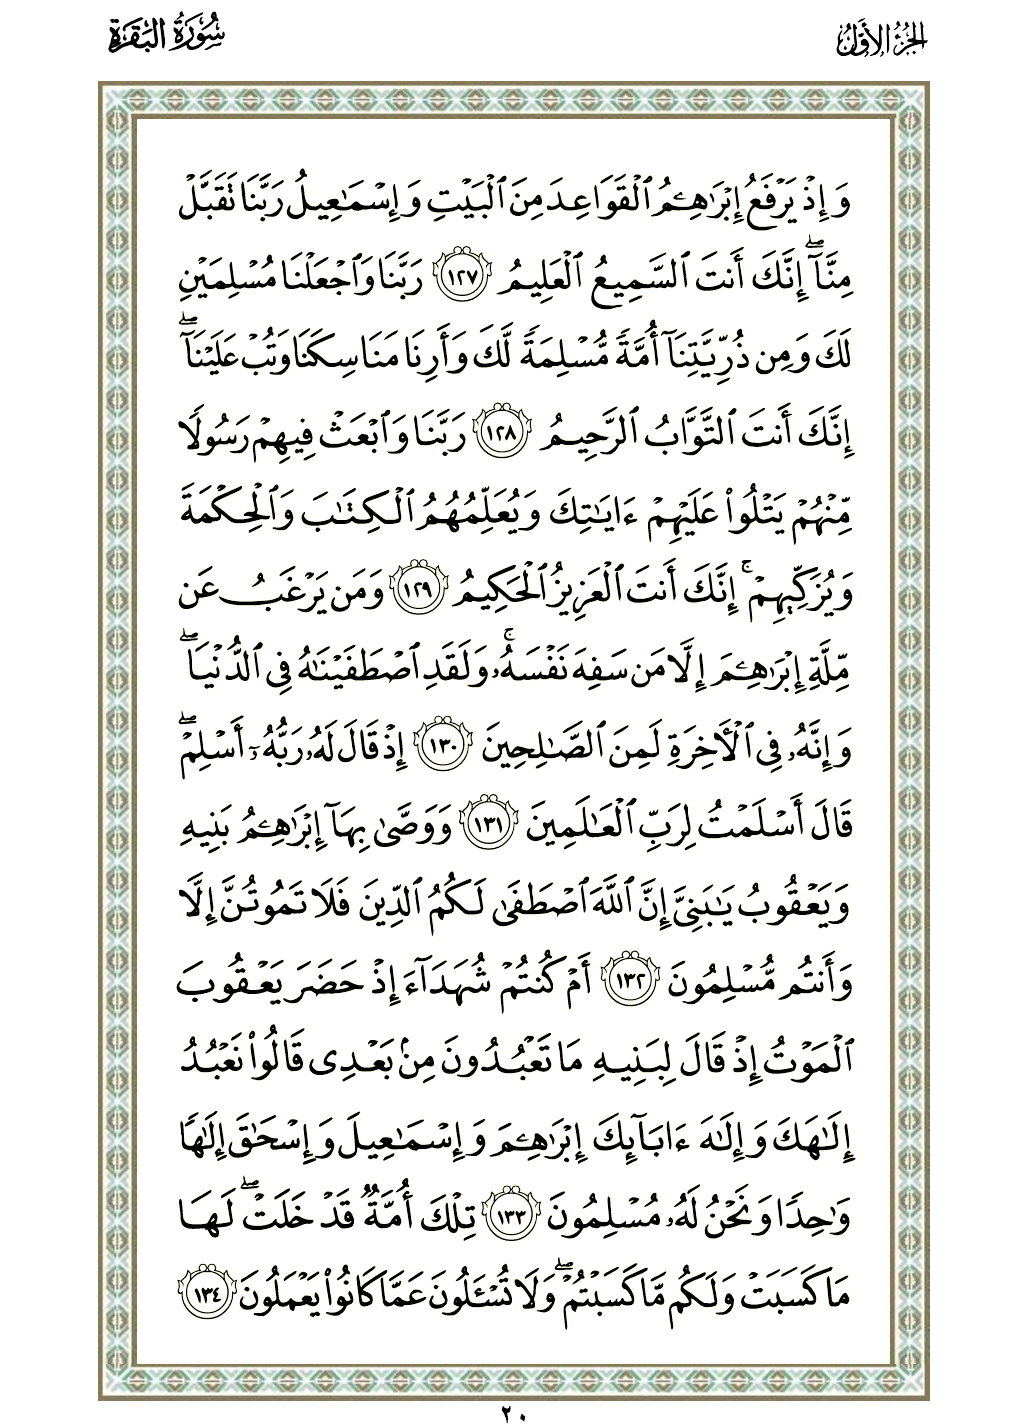 الجزء الأول
سورة البقرة
وَإِذْ يَرْفَعُ إِبْرَٰهِـۧمُ ٱلْقَوَاعِدَ مِنَ ٱلْبَيْتِ وَإِسْمَـٰعِيلُ رَبَّنَا تَقَبَّلْ
مِنَّآ ۖ إِنَّكَ أَنتَ ٱلسَّمِيعُ ٱلْعَلِيمُ ١٢٧ رَبَّنَا وَٱجْعَلْنَا مُسْلِمَيْنِ
لَكَ وَمِن ذُرِّيَّتِنَآ أُمَّةً مُّسْلِمَةً لَّكَ وَأَرِنَا مَنَاسِكَنَا وَتُبْ عَلَيْنَآ ۖ
إِنَّكَ أَنتَ ٱلتَّوَّابُ ٱلرَّحِيمُ ١٢٨ رَبَّنَا وَٱبْعَثْ فِيهِمْ رَسُولًا
مِّنْهُمْ يَتْلُوا۟ عَلَيْهِمْ ءَايَـٰتِكَ وَيُعَلِّمُهُمُ ٱلْكِتَـٰبَ وَٱلْحِكْمَةَ
وَيُزَكِّيهِمْ ۚ إِنَّكَ أَنتَ ٱلْعَزِيزُ ٱلْحَكِيمُ ١٢٩ وَمَن يَرْغَبُ عَن
مِّلَّةِ إِبْرَٰهِـۧمَ إِلَّا مَن سَفِهَ نَفْسَهُۥ ۚ وَلَقَدِ ٱصْطَفَيْنَـٰهُ فِى ٱلدُّنْيَا ۖ
وَإِنَّهُۥ فِى ٱلْـَٔاخِرَةِ لَمِنَ ٱلصَّـٰلِحِينَ ١٣٠ إِذْ قَالَ لَهُۥ رَبُّهُۥٓ أَسْلِمْ ۖ
قَالَ أَسْلَمْتُ لِرَبِّ ٱلْعَـٰلَمِينَ ١٣١ وَوَصَّىٰ بِهَآ إِبْرَٰهِـۧمُ بَنِيهِ
وَيَعْقُوبُ يَـٰبَنِىَّ إِنَّ ٱللَّهَ ٱصْطَفَىٰ لَكُمُ ٱلدِّينَ فَلَا تَمُوتُنَّ إِلَّا
وَأَنتُم مُّسْلِمُونَ ١٣٢ أَمْ كُنتُمْ شُهَدَآءَ إِذْ حَضَرَ يَعْقُوبَ
ٱلْمَوْتُ إِذْ قَالَ لِبَنِيهِ مَا تَعْبُدُونَ مِنۢ بَعْدِى قَالُوا۟ نَعْبُدُ
إِلَـٰهَكَ وَإِلَـٰهَ ءَابَآئِكَ إِبْرَٰهِـۧمَ وَإِسْمَـٰعِيلَ وَإِسْحَـٰقَ إِلَـٰهًا
وَٰحِدًا وَنَحْنُ لَهُۥ مُسْلِمُونَ ١٣٣ تِلْكَ أُمَّةٌ قَدْ خَلَتْ ۖ لَهَا
مَا كَسَبَتْ وَلَكُم مَّا كَسَبْتُمْ ۖ وَلَا تُسْـَٔلُونَ عَمَّا كَانُوا۟ يَعْمَلُونَ ١٣٤
٢٠